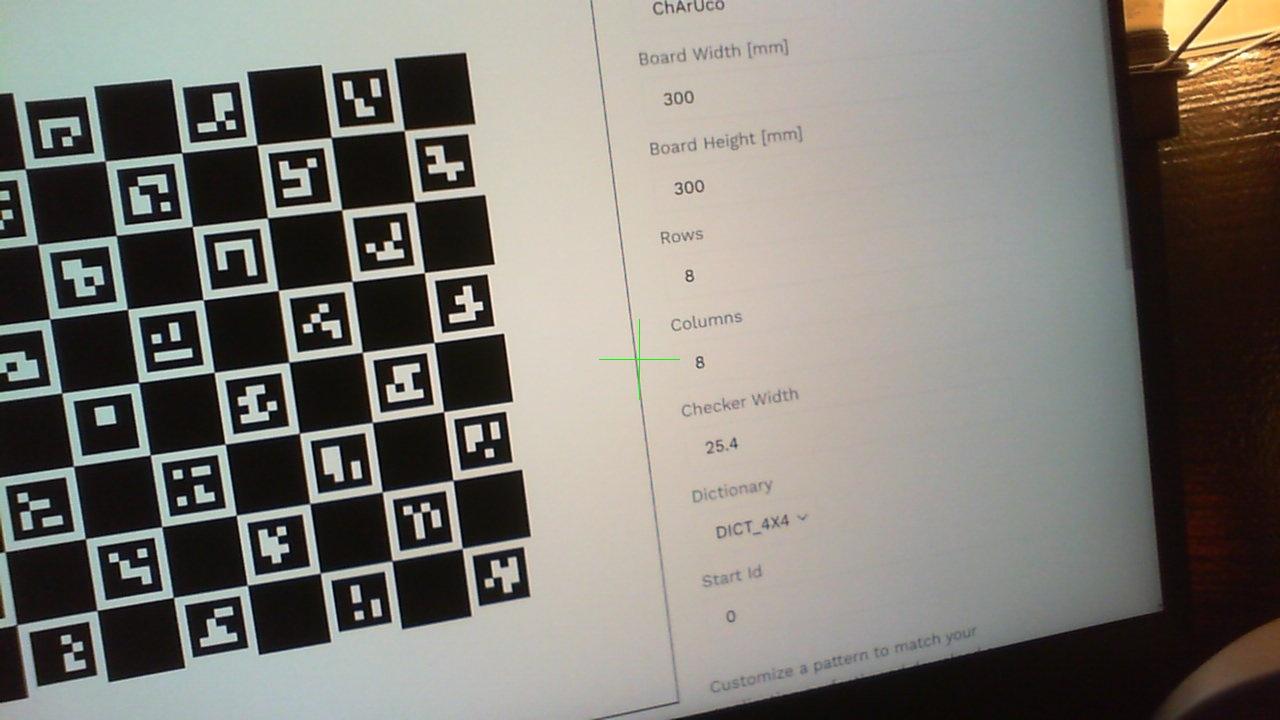 ChArUco
Board Width [mm]
300
Board Height [mm]
300
Rows
8
Columns
8
Checker Width
25.4
Dictionary
DICT_4X4
Start Id
0
Customize a pattern to match your